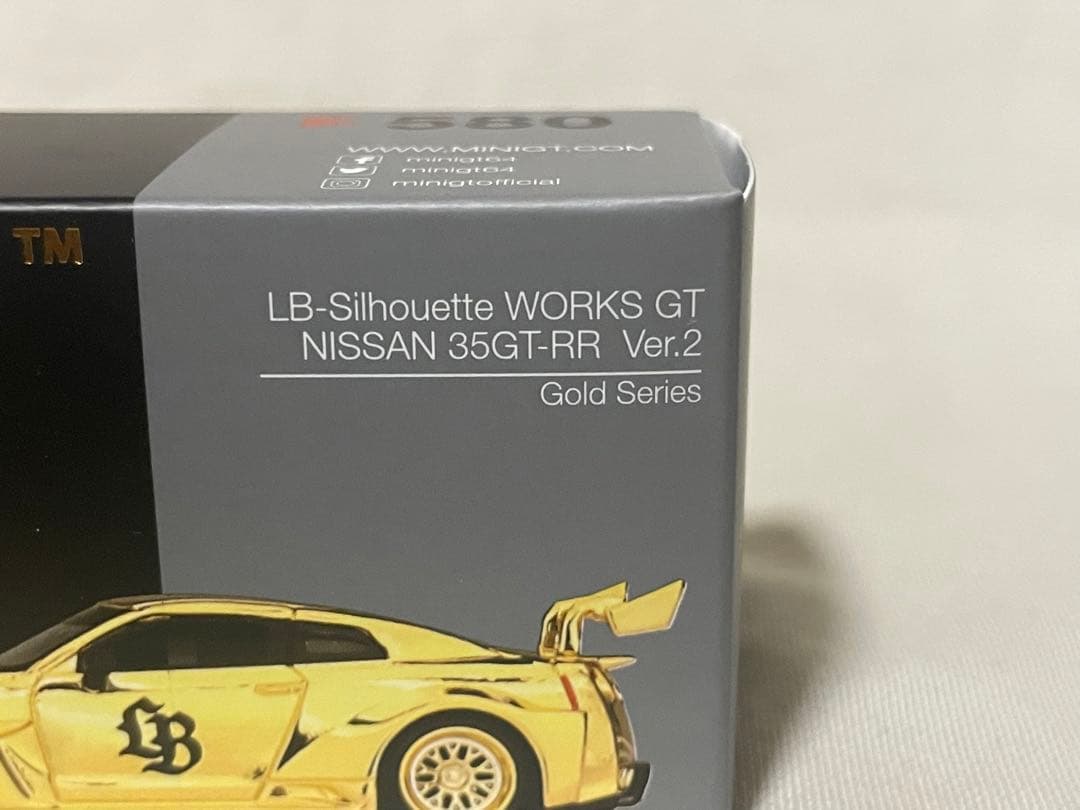 580
WWW.MINIGT.COM
minigt64
minigt64
minigtofficial
TM
LB-Silhouette WORKS GT
NISSAN 35GT-RR Ver.2
Gold Series
LB